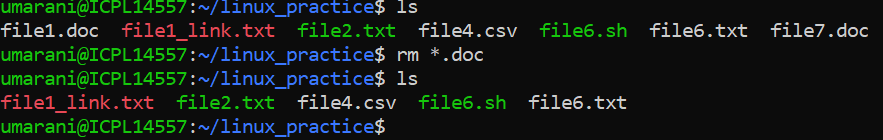 umarani@ICPL14557:~/linux_practice$ ls
file1.doc file1_link.txt file2.txt file4.csv file6.sh file6.txt file7.doc
umarani@ICPL14557:~/linux_practice$ rm *.doc
umarani@ICPL14557:~/linux_practice$ ls
file1_link.txt file2.txt file4.csv file6.sh file6.txt
umarani@ICPL14557:~/linux_practice$